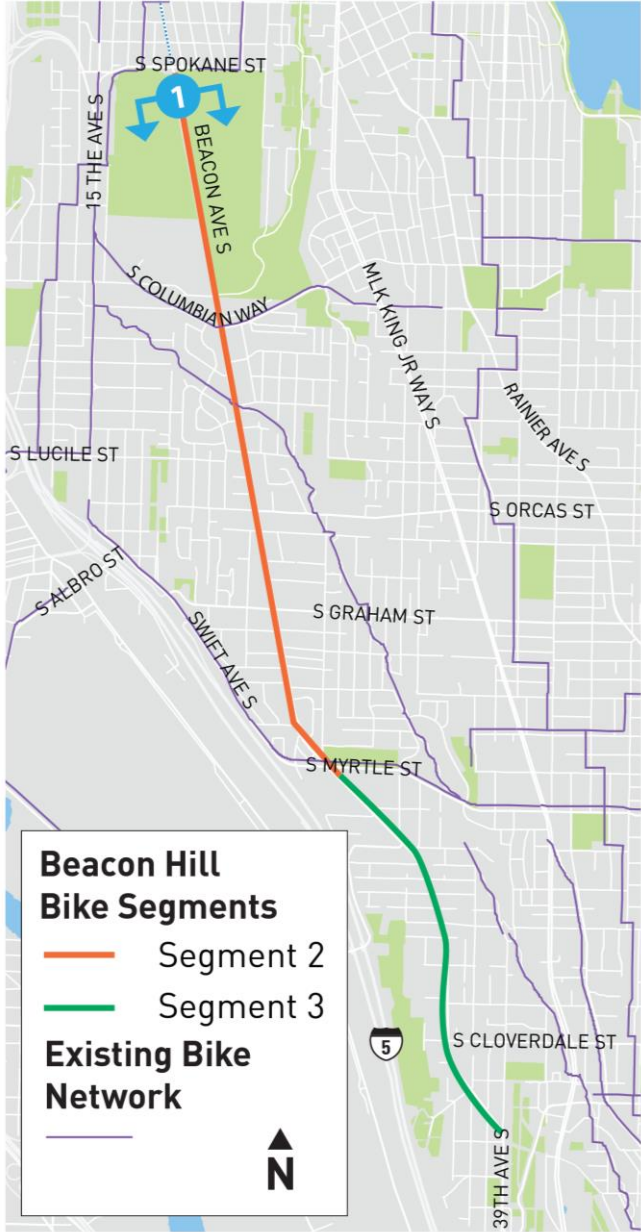 S SPOKANE ST
1
15 THE AVE S
BEACON AVE S
S COLUMBIAN WAY
MLK KING JR WAY S
RAINIER AVE S
S LUCILE ST
S ORCAS ST
S ALBRO ST
S GRAHAM ST
SWIFT AVE S
S MYRTLE ST
Beacon Hill
Bike Segments
Segment 2
Segment 3
Existing Bike
Network
N
5
S CLOVERDALE ST
39TH AVE S